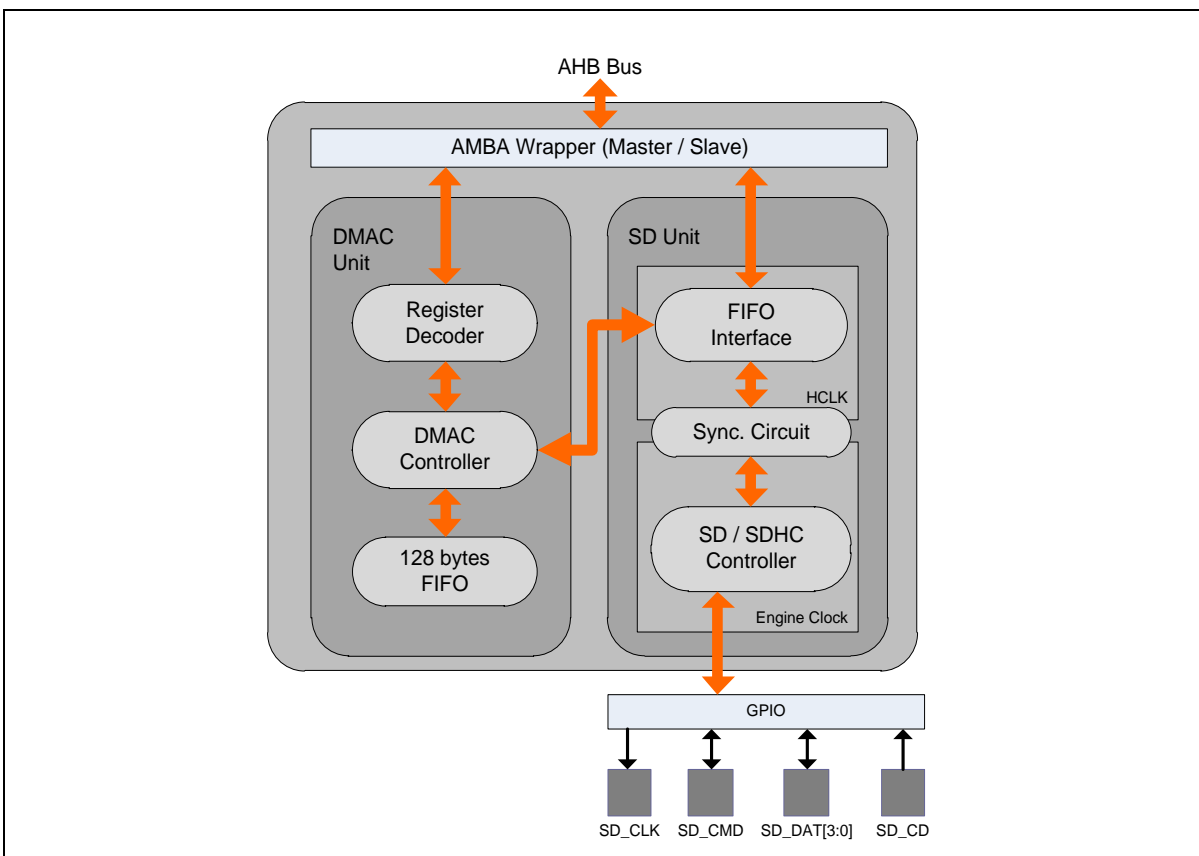 AHB Bus
AMBA Wrapper (Master / Slave)
DMAC
Unit
Register
Decoder
DMAC
Controller
128 bytes
FIFO
SD Unit
FIFO
Interface
HCLK
Sync. Circuit
SD / SDHC
Controller
Engine Clock
GPIO
SD_CLK
SD_CMD
SD_DAT[3:0]
SD_CD